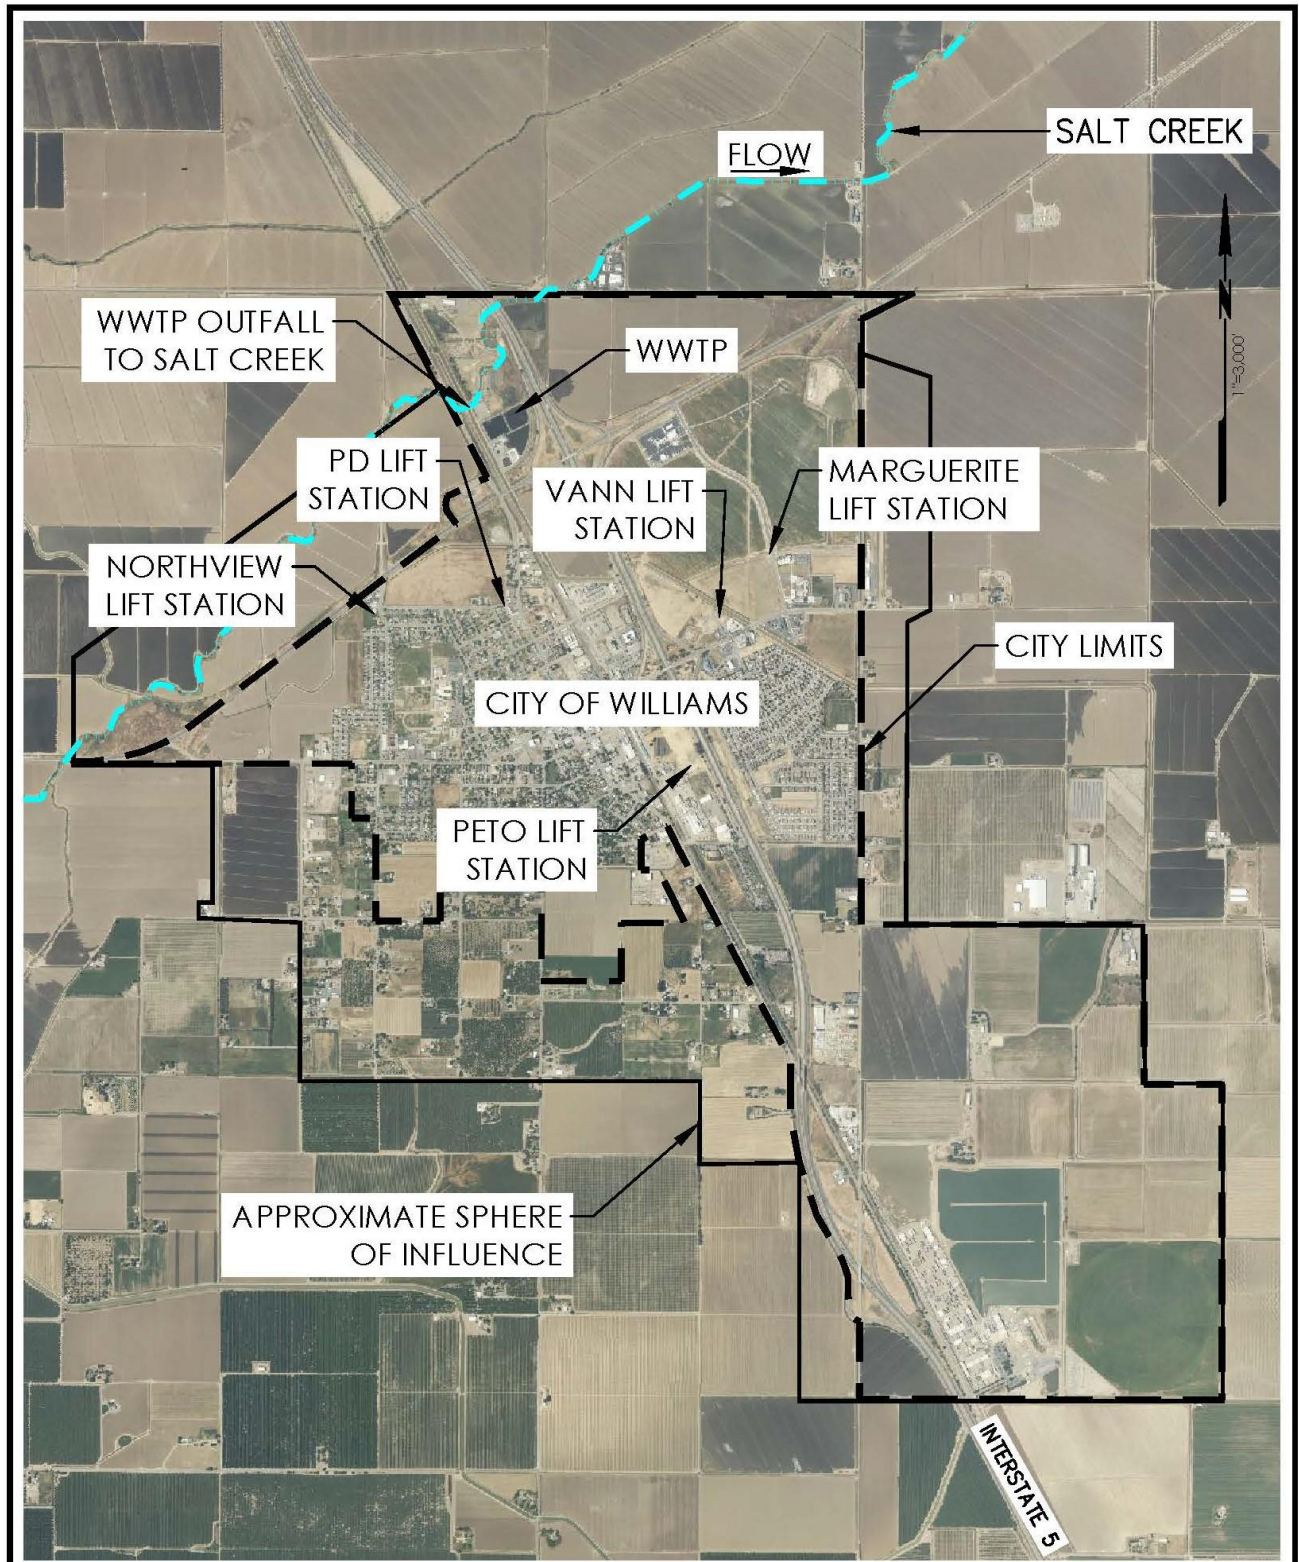 SALT CREEK
FLOW
N
1"=3,000'
WWTP OUTFALL
TO SALT CREEK
WWTP
PD LIFT
STATION
VANN LIFT
STATION
MARGUERITE
LIFT STATION
NORTHVIEW
LIFT STATION
CITY LIMITS
CITY OF WILLIAMS
PETO LIFT
STATION
APPROXIMATE SPHERE
OF INFLUENCE
INTERSTATE 5